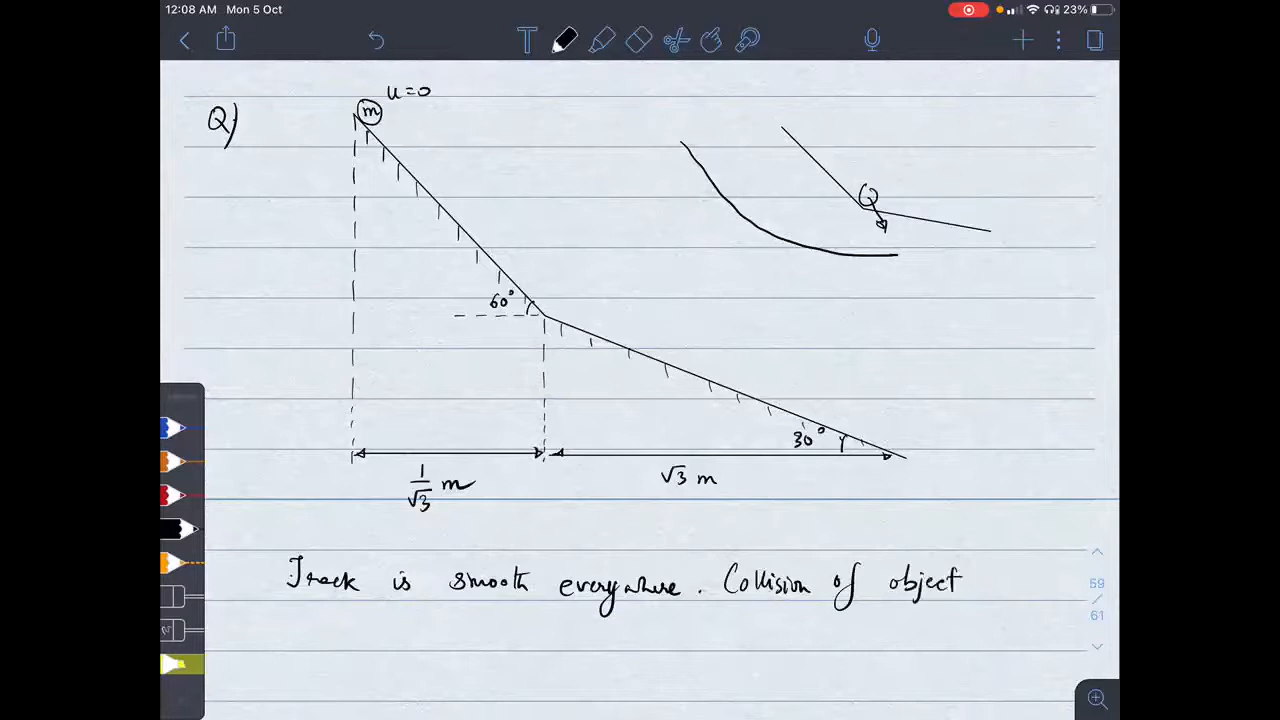 12:08 AM Mon 5 Oct
23%
T
Q)
m
u=0
60°
30°
1/√3 m
√3 m
Track is smooth everywhere. Collision of object
59
/
61